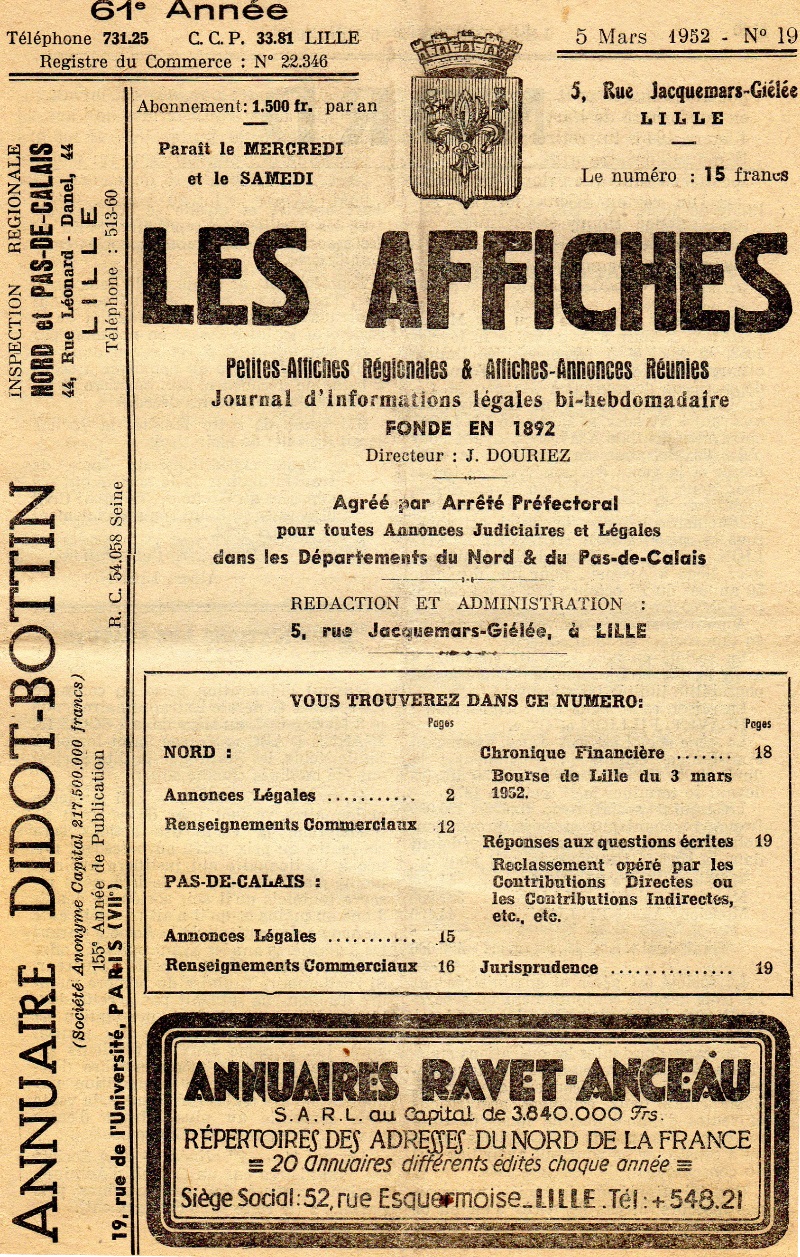 61e Année
Téléphone 731.25 C. C. P. 33.81 LILLE
Registre du Commerce : N° 22.346
5 Mars 1952 - N° 19
5, Rue Jacquemars-Giélée
LILLE
Le numéro : 15 francs
Abonnement: 1.500 fr. par an
Paraît le MERCREDI
et le SAMEDI
LES AFFICHES
Petites-Affiches Régionales & Affiches-Annonces Réunies
Journal d'informations légales bi-hebdomadaire
FONDE EN 1892
Directeur : J. DOURIEZ
Agréé par Arrêté Préfectoral
pour toutes Annonces Judiciaires et Légales
dans les Départements du Nord & du Pas-de-Calais
REDACTION ET ADMINISTRATION :
5, rue Jacquemars-Giélée, à LILLE
VOUS TROUVEREZ DANS CE NUMERO:
Pages
NORD :
Annonces Légales ........... 2
Renseignements Commerciaux 12
PAS-DE-CALAIS :
Annonces Légales ........... 15
Renseignements Commerciaux 16
Pages
Chronique Financière ....... 18
Bourse de Lille du 3 mars
1952.
Réponses aux questions écrites 19
Reclassement opéré par les
Contributions Directes ou
les Contributions Indirectes,
etc., etc.
Jurisprudence ............... 19
ANNUAIRES RAVET-ANCEAU
S.A.R.L. au Capital de 3.840.000 Frs.
RÉPERTOIRES DES ADRESSES DU NORD DE LA FRANCE
20 Annuaires différents édités chaque année
Siège Social: 52, rue Esquermoise_LILLE_Tél: +548.21
ANNUAIRE DIDOT-BOTTIN
(Société Anonyme Capital 217.500.000 francs)
155e Année de Publication
19, rue de l'Université, PARIS (VIIe)
R. C. 54.058 Seine
INSPECTION REGIONALE
NORD et PAS-DE-CALAIS
44, Rue Léonard - Danel, 44
LILLE
Téléphone : 513-60